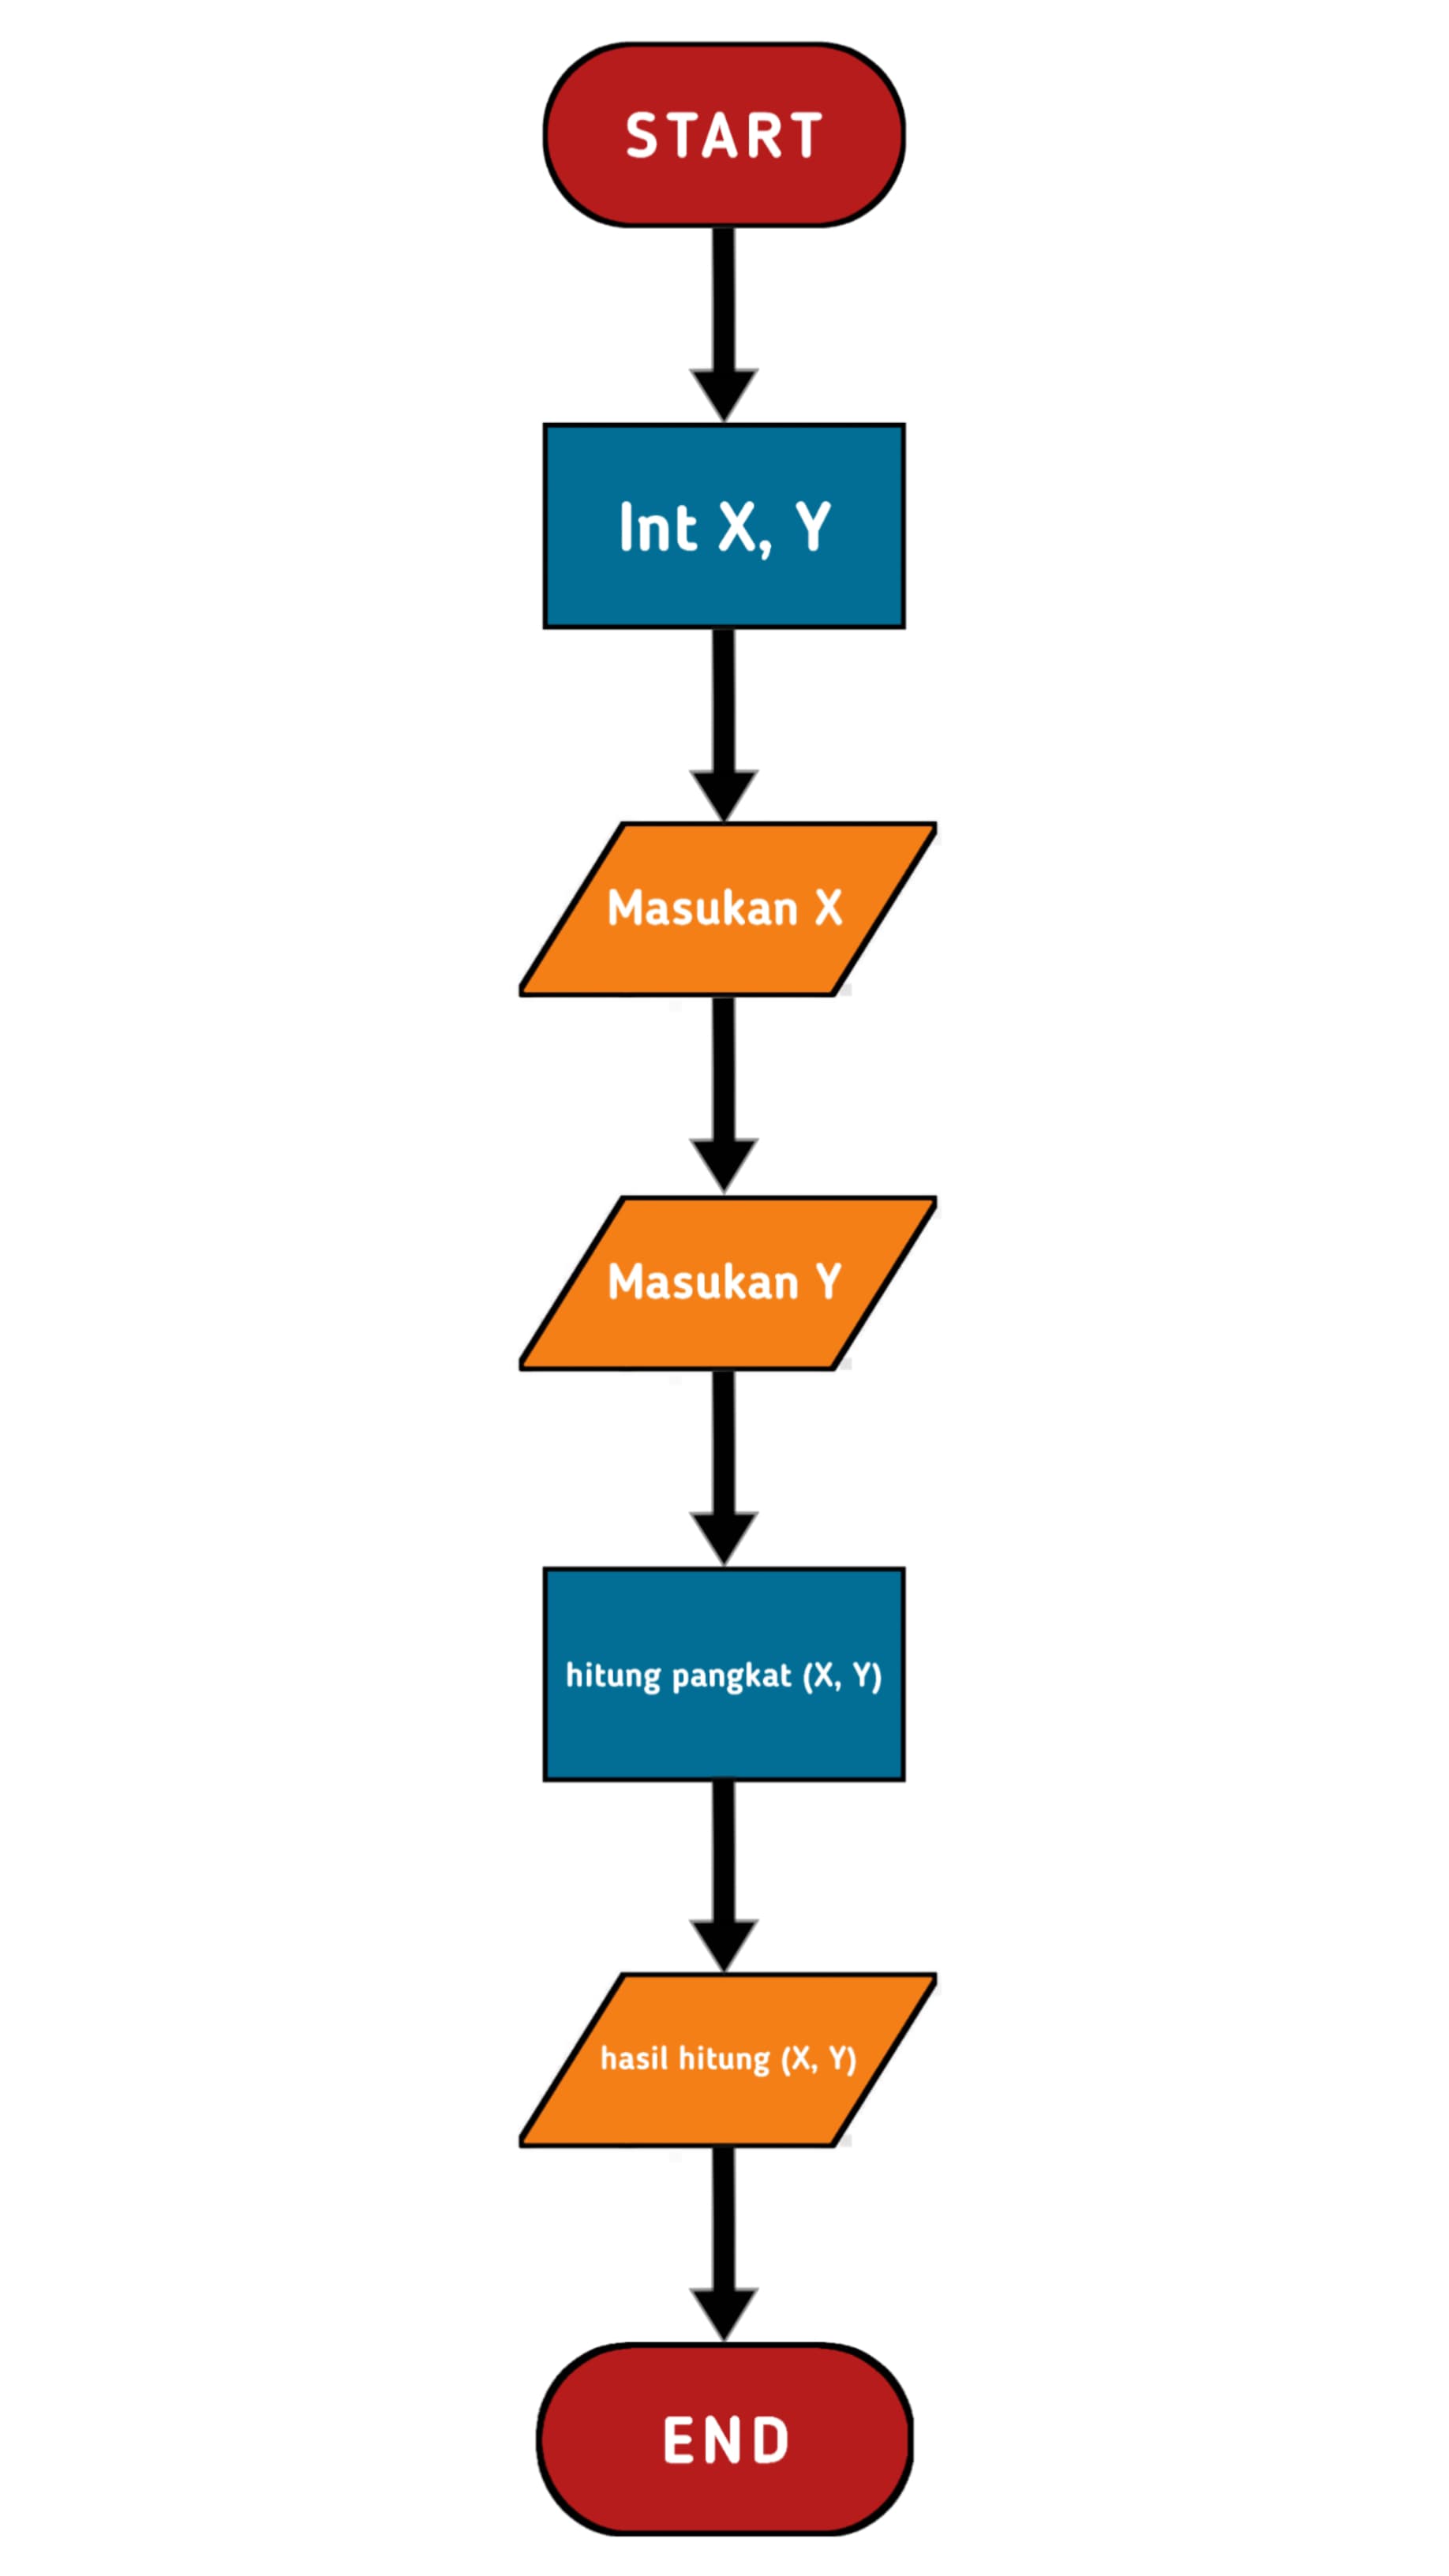 START
Int X, Y
Masukan X
Masukan Y
hitung pangkat (X, Y)
hasil hitung (X, Y)
END